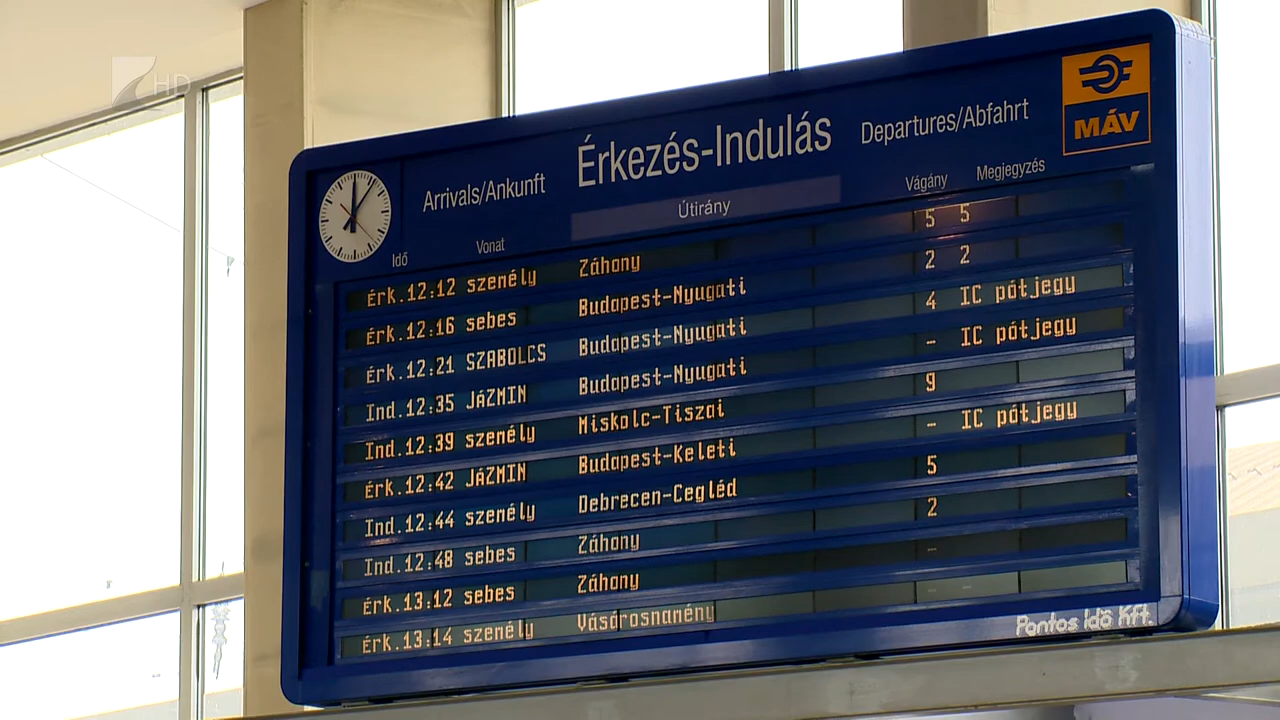 HD
Érkezés-Indulás
Arrivals/Ankunft
Departures/Abfahrt
MÁV
Idő Vonat Útirány Vágány Megjegyzés
érk.12:12 személy Záhony 5 5
érk.12:16 sebes Budapest-Nyugati 2 2
érk.12:21 SZABOLCS Budapest-Nyugati 4 IC pótjegy
Ind.12:35 JÁZMIN Budapest-Nyugati - IC pótjegy
Ind.12:39 személy Miskolc-Tiszai 9
érk.12:42 JÁZMIN Budapest-Keleti - IC pótjegy
Ind.12:44 személy Debrecen-Cegléd 5
Ind.12:48 sebes Záhony 2
érk.13:12 sebes Záhony -
érk.13:14 személy Vásárosnamény -
Pontos Idő Kft.